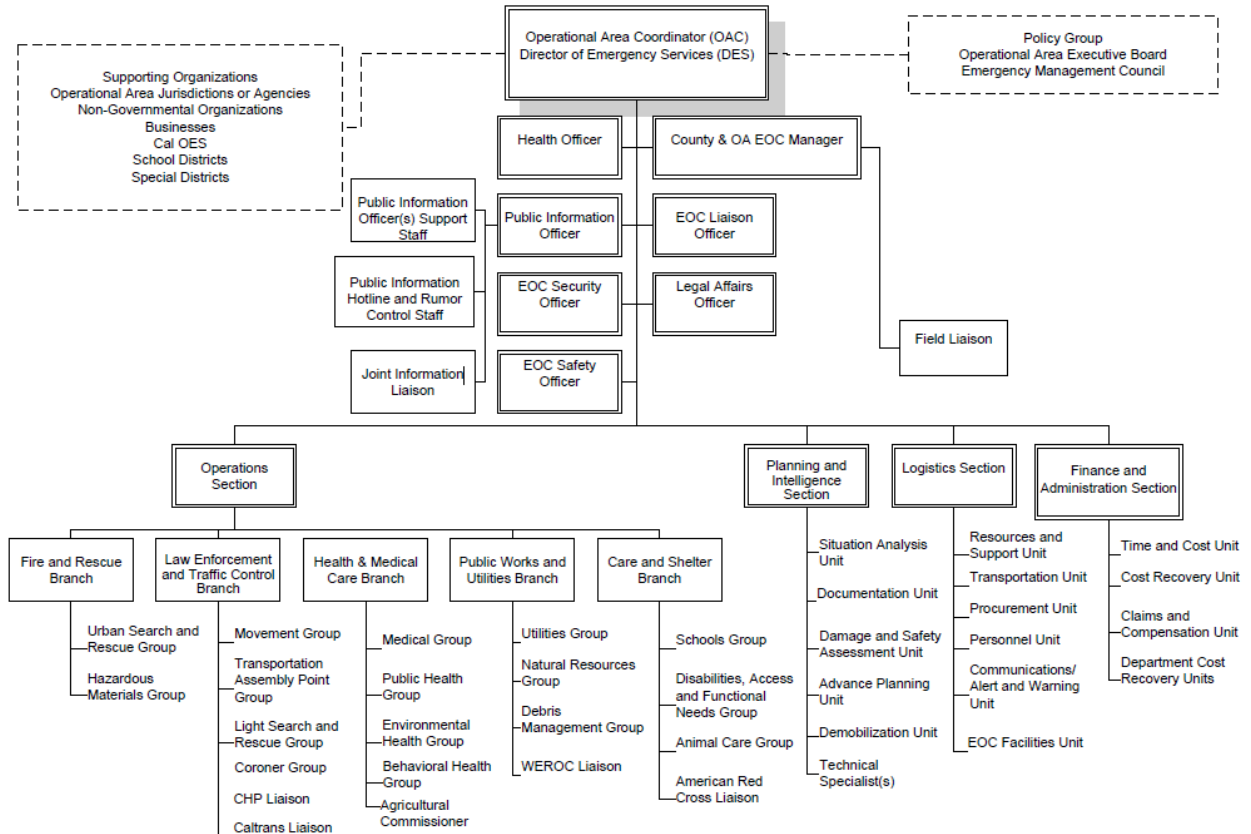 Operational Area Coordinator (OAC)
Director of Emergency Services (DES)
Policy Group
Operational Area Executive Board
Emergency Management Council
Supporting Organizations
Operational Area Jurisdictions or Agencies
Non-Governmental Organizations
Businesses
Cal OES
School Districts
Special Districts
Health Officer
County & OA EOC Manager
Public Information
Officer(s) Support
Staff
Public Information
Officer
EOC Liaison
Officer
Public Information
Hotline and Rumor
Control Staff
EOC Security
Officer
Legal Affairs
Officer
Field Liaison
Joint Information
Liaison
EOC Safety
Officer
Operations
Section
Planning and
Intelligence
Section
Logistics Section
Finance and
Administration Section
Fire and Rescue
Branch
Law Enforcement
and Traffic Control
Branch
Health & Medical
Care Branch
Public Works and
Utilities Branch
Care and Shelter
Branch
Urban Search and
Rescue Group
Hazardous
Materials Group
Movement Group
Transportation
Assembly Point
Group
Light Search and
Rescue Group
Coroner Group
CHP Liaison
Caltrans Liaison
Medical Group
Public Health
Group
Environmental
Health Group
Behavioral Health
Group
Agricultural
Commissioner
Utilities Group
Natural Resources
Group
Debris
Management Group
WEROC Liaison
Schools Group
Disabilities, Access
and Functional
Needs Group
Animal Care Group
American Red
Cross Liaison
Situation Analysis
Unit
Documentation Unit
Damage and Safety
Assessment Unit
Advance Planning
Unit
Demobilization Unit
Technical
Specialist(s)
Resources and
Support Unit
Transportation Unit
Procurement Unit
Personnel Unit
Communications/
Alert and Warning
Unit
EOC Facilities Unit
Time and Cost Unit
Cost Recovery Unit
Claims and
Compensation Unit
Department Cost
Recovery Units